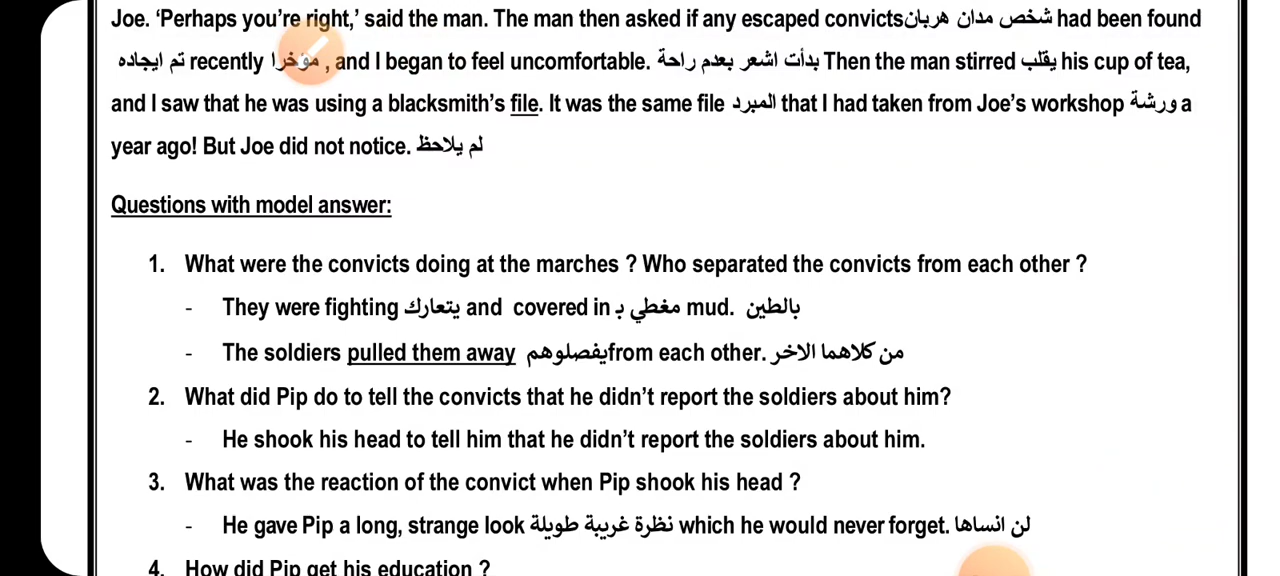 Joe. ‘Perhaps you’re right,’ said the man. The man then asked if any escaped convicts شخص مدان هربان had been found
تم ايجاده recently مؤخرا , and I began to feel uncomfortable. بدأت اشعر بعدم راحة Then the man stirred يقلب his cup of tea,
and I saw that he was using a blacksmith’s file. It was the same file المبرد that I had taken from Joe’s workshop ورشة a
year ago! But Joe did not notice. لم يلاحظ
Questions with model answer:
1. What were the convicts doing at the marches ? Who separated the convicts from each other ?
- They were fighting يتعارك and covered in مغطي بـ mud. بالطين
- The soldiers pulled them away يفصلوهم from each other. من كلاهما الاخر
2. What did Pip do to tell the convicts that he didn’t report the soldiers about him?
- He shook his head to tell him that he didn’t report the soldiers about him.
3. What was the reaction of the convict when Pip shook his head ?
- He gave Pip a long, strange look نظرة غريبة طويلة which he would never forget. لن انساها
4. How did Pip get his education ?